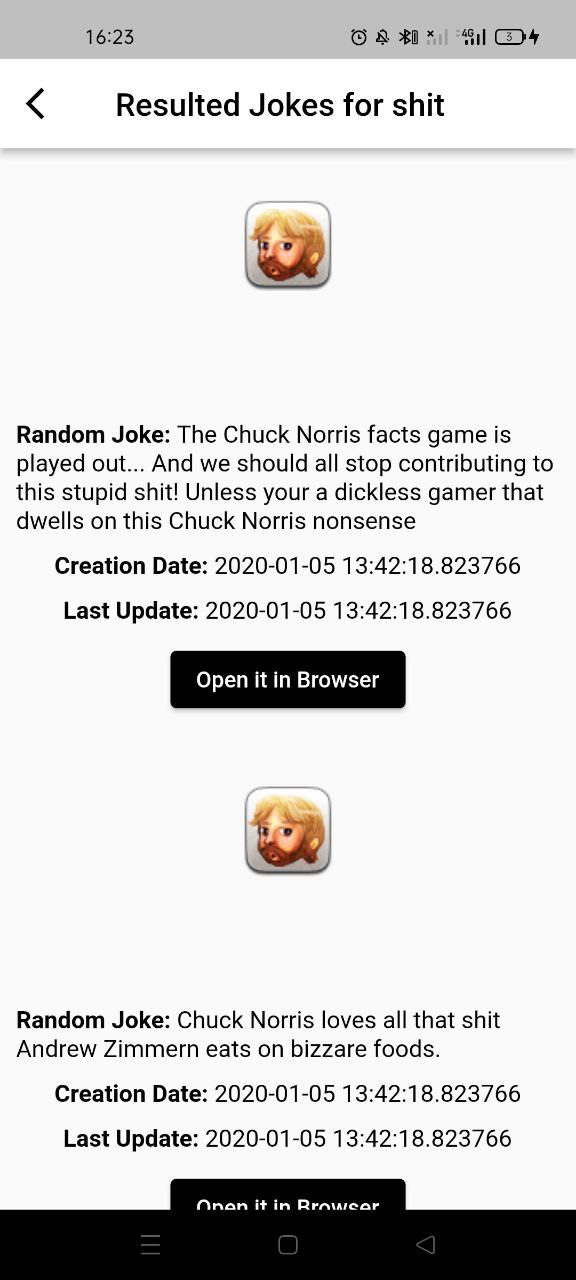 16:23
4G
3
Resulted Jokes for shit
Random Joke: The Chuck Norris facts game is
played out... And we should all stop contributing to
this stupid shit! Unless your a dickless gamer that
dwells on this Chuck Norris nonsense
Creation Date: 2020-01-05 13:42:18.823766
Last Update: 2020-01-05 13:42:18.823766
Open it in Browser
Random Joke: Chuck Norris loves all that shit
Andrew Zimmern eats on bizzare foods.
Creation Date: 2020-01-05 13:42:18.823766
Last Update: 2020-01-05 13:42:18.823766
Open it in Browser